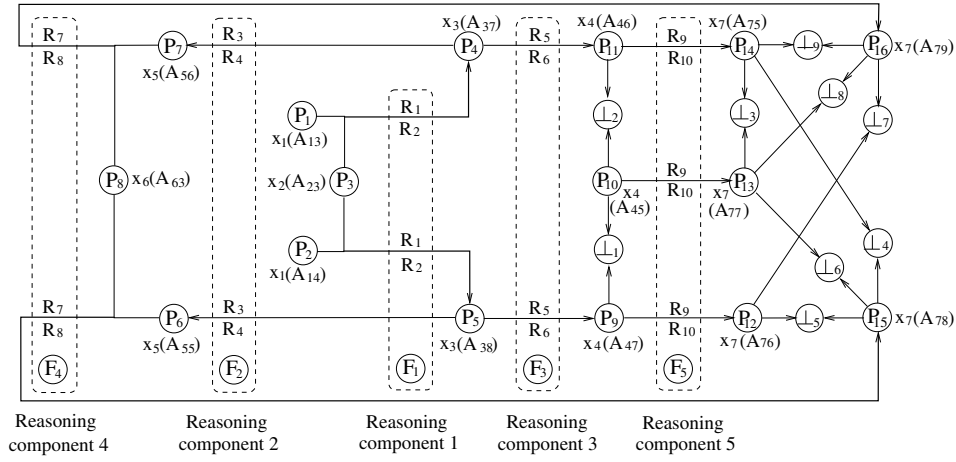 x₃(A₃₇) x₄(A₄₆) x₇(A₇₅)
R₇ P₇ R₃ P₄ R₅ P₁₁ R₉ P₁₄ ⊥₉ P₁₆
R₈ R₄ R₆ R₁₀ x₇(A₇₉)
x₅(A₅₆)
⊥₈
P₁ R₁ ⊥₂ ⊥₃ ⊥₇
R₂
x₁(A₁₃)
P₈ x₆(A₆₃) x₂(A₂₃) P₃ P₁₀ R₉ P₁₃
x₄ R₁₀ x₇
(A₄₅) (A₇₇)
P₂ R₁ ⊥₁ ⊥₄
R₂
x₁(A₁₄) ⊥₆
R₇ P₆ R₃ P₅ R₅ P₉ R₉ P₁₂ ⊥₅ P₁₅ x₇(A₇₈)
R₈ R₄ R₆ R₁₀
x₅(A₅₅) x₃(A₃₈) x₄(A₄₇) x₇(A₇₆)
F₄ F₂ F₁ F₃ F₅
Reasoning Reasoning Reasoning Reasoning Reasoning
component 4 component 2 component 1 component 3 component 5